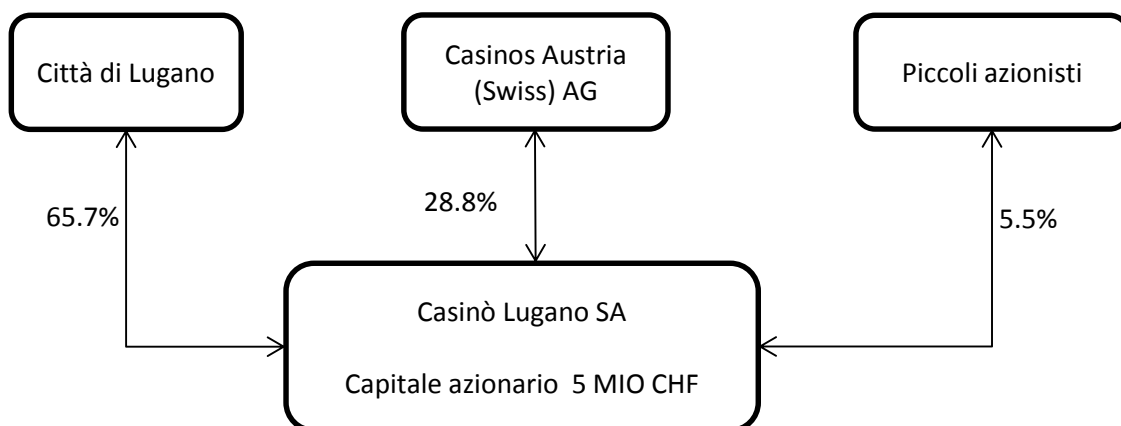 Città di Lugano
Casinos Austria
(Swiss) AG
Piccoli azionisti
65.7%
28.8%
5.5%
Casinò Lugano SA
Capitale azionario 5 MIO CHF